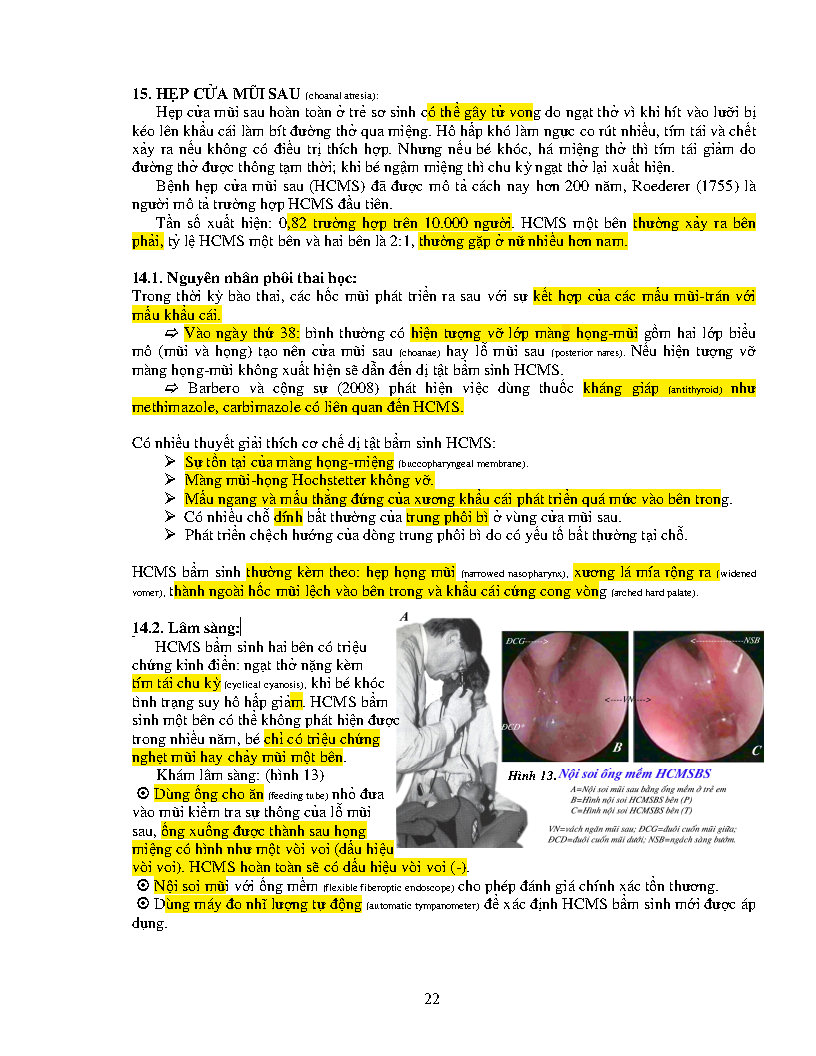 15. HẸP CỬA MŨI SAU (choanal atresia):
Hẹp cửa mũi sau hoàn toàn ở trẻ sơ sinh có thể gây tử vong do ngạt thở vì khi hít vào lưỡi bị
kéo lên khẩu cái làm bít đường thở qua miệng. Hô hấp khó làm ngực co rút nhiều, tím tái và chết
xảy ra nếu không có điều trị thích hợp. Nhưng nếu bé khóc, há miệng thở thì tím tái giảm do
đường thở được thông tạm thời; khi bé ngậm miệng thì chu kỳ ngạt thở lại xuất hiện.
Bệnh hẹp cửa mũi sau (HCMS) đã được mô tả cách nay hơn 200 năm, Roederer (1755) là
người mô tả trường hợp HCMS đầu tiên.
Tần số xuất hiện: 0,82 trường hợp trên 10.000 người. HCMS một bên thường xảy ra bên
phải, tỷ lệ HCMS một bên và hai bên là 2:1, thường gặp ở nữ nhiều hơn nam.
14.1. Nguyên nhân phôi thai học:
Trong thời kỳ bào thai, các hốc mũi phát triển ra sau với sự kết hợp của các mấu mũi-trán với
mấu khẩu cái.
⇨ Vào ngày thứ 38: bình thường có hiện tượng vỡ lớp màng họng-mũi gồm hai lớp biểu
mô (mũi và họng) tạo nên cửa mũi sau (choanae) hay lỗ mũi sau (posterior nares). Nếu hiện tượng vỡ
màng họng-mũi không xuất hiện sẽ dẫn đến dị tật bẩm sinh HCMS.
⇨ Barbero và cộng sự (2008) phát hiện việc dùng thuốc kháng giáp (antithyroid) như
methimazole, carbimazole có liên quan đến HCMS.
Có nhiều thuyết giải thích cơ chế dị tật bẩm sinh HCMS:
➢ Sự tồn tại của màng họng-miệng (buccopharyngeal membrane).
➢ Màng mũi-họng Hochstetter không vỡ.
➢ Mấu ngang và mấu thẳng đứng của xương khẩu cái phát triển quá mức vào bên trong.
➢ Có nhiều chỗ dính bất thường của trung phôi bì ở vùng cửa mũi sau.
➢ Phát triển chệch hướng của dòng trung phôi bì do có yếu tố bất thường tại chỗ.
HCMS bẩm sinh thường kèm theo: hẹp họng mũi (narrowed nasopharynx), xương lá mía rộng ra (widened
vomer), thành ngoài hốc mũi lệch vào bên trong và khẩu cái cứng cong vòng (arched hard palate).
14.2. Lâm sàng:
HCMS bẩm sinh hai bên có triệu
chứng kinh điển: ngạt thở nặng kèm
tím tái chu kỳ (cyclical cyanosis), khi bé khóc
tình trạng suy hô hấp giảm. HCMS bẩm
sinh một bên có thể không phát hiện được
trong nhiều năm, bé chỉ có triệu chứng
nghẹt mũi hay chảy mũi một bên.
Khám lâm sàng: (hình 13)
⦿ Dùng ống cho ăn (feeding tube) nhỏ đưa
vào mũi kiểm tra sự thông của lỗ mũi
sau, ống xuống được thành sau họng
miệng có hình như một vòi voi (dấu hiệu
vòi voi). HCMS hoàn toàn sẽ có dấu hiệu vòi voi (-).
A
ĐCG------>
ĐCD*
<----VN--->
B
<----------------NSB
C
Hình 13. Nội soi ống mềm HCMSBS
A=Nội soi mũi sau bằng ống mềm ở trẻ em
B=Hình nội soi HCMSBS bên (P)
C=Hình nội soi HCMSBS bên (T)
VN=vách ngăn mũi sau; ĐCG=đuôi cuốn mũi giữa;
ĐCD=đuôi cuốn mũi dưới; NSB=ngách sàng bướm.
⦿ Nội soi mũi với ống mềm (flexible fiberoptic endoscope) cho phép đánh giá chính xác tổn thương.
⦿ Dùng máy đo nhĩ lượng tự động (automatic tympanometer) để xác định HCMS bẩm sinh mới được áp
dụng.
22